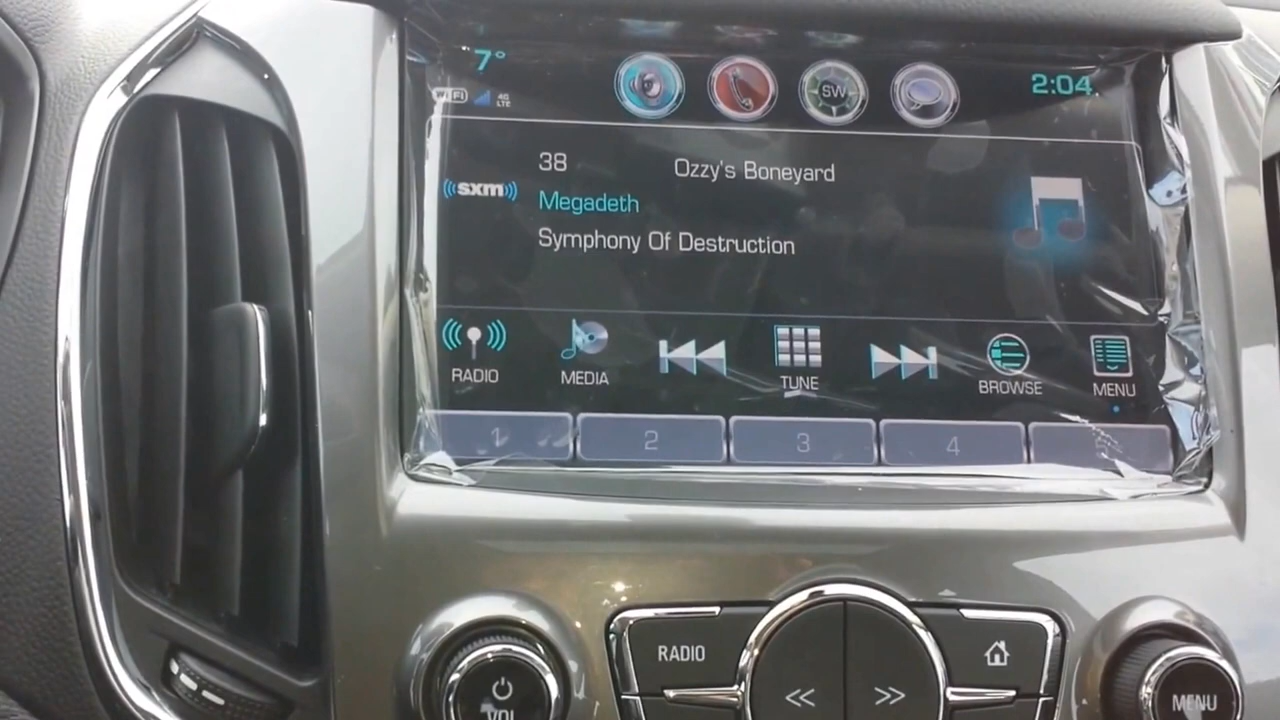 7°
2:04
WiFi
4G
LTE
SW
38
Ozzy's Boneyard
((sxm))
Megadeth
Symphony Of Destruction
RADIO
MEDIA
TUNE
BROWSE
MENU
1
2
3
4
RADIO
VOL
MENU